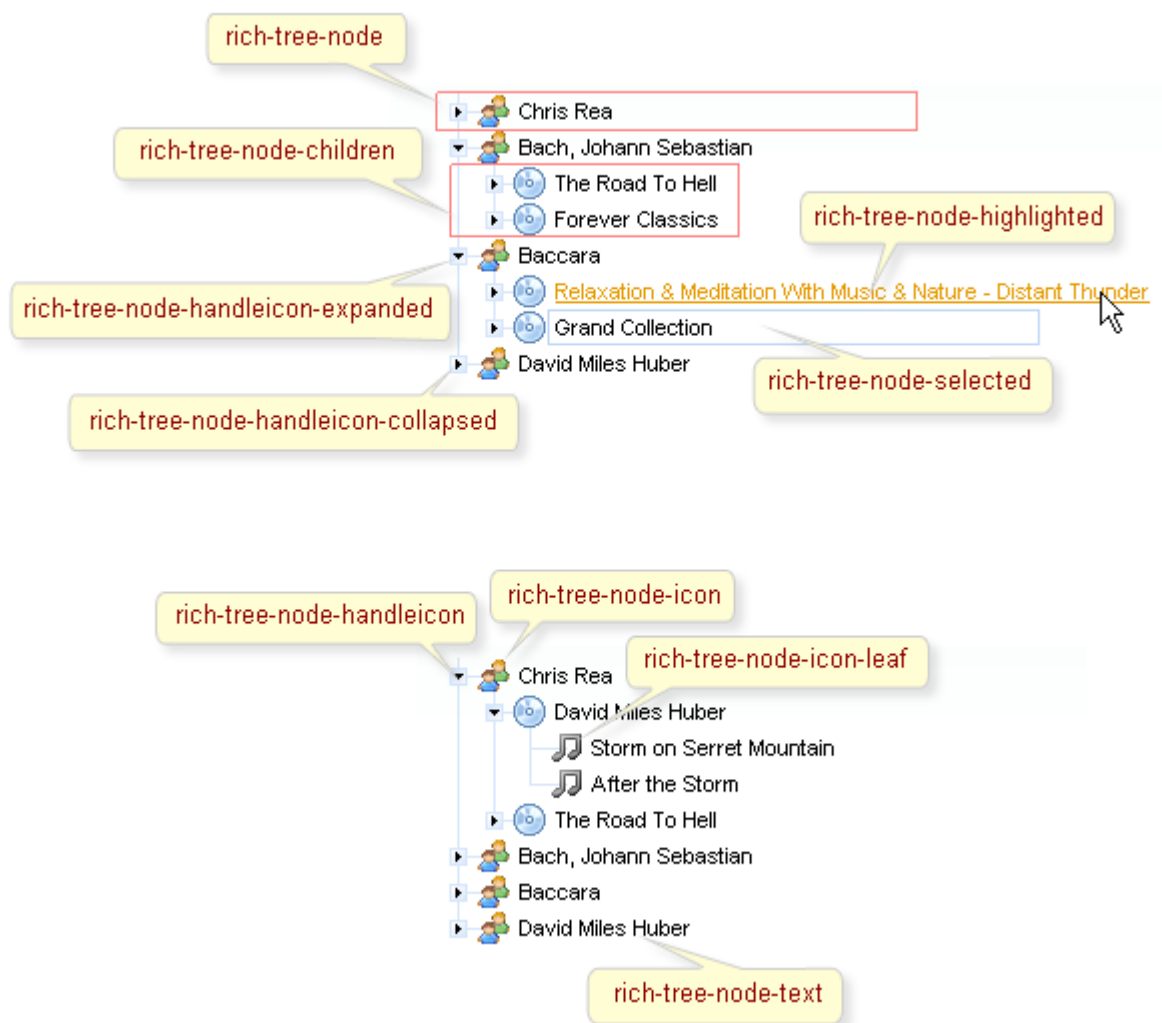 rich-tree-node
Chris Rea
rich-tree-node-children
Bach, Johann Sebastian
The Road To Hell
Forever Classics
rich-tree-node-highlighted
Baccara
rich-tree-node-handleicon-expanded
Relaxation & Meditation With Music & Nature - Distant Thunder
Grand Collection
David Miles Huber
rich-tree-node-selected
rich-tree-node-handleicon-collapsed
rich-tree-node-handleicon
rich-tree-node-icon
rich-tree-node-icon-leaf
Chris Rea
David Miles Huber
Storm on Serret Mountain
After the Storm
The Road To Hell
Bach, Johann Sebastian
Baccara
David Miles Huber
rich-tree-node-text